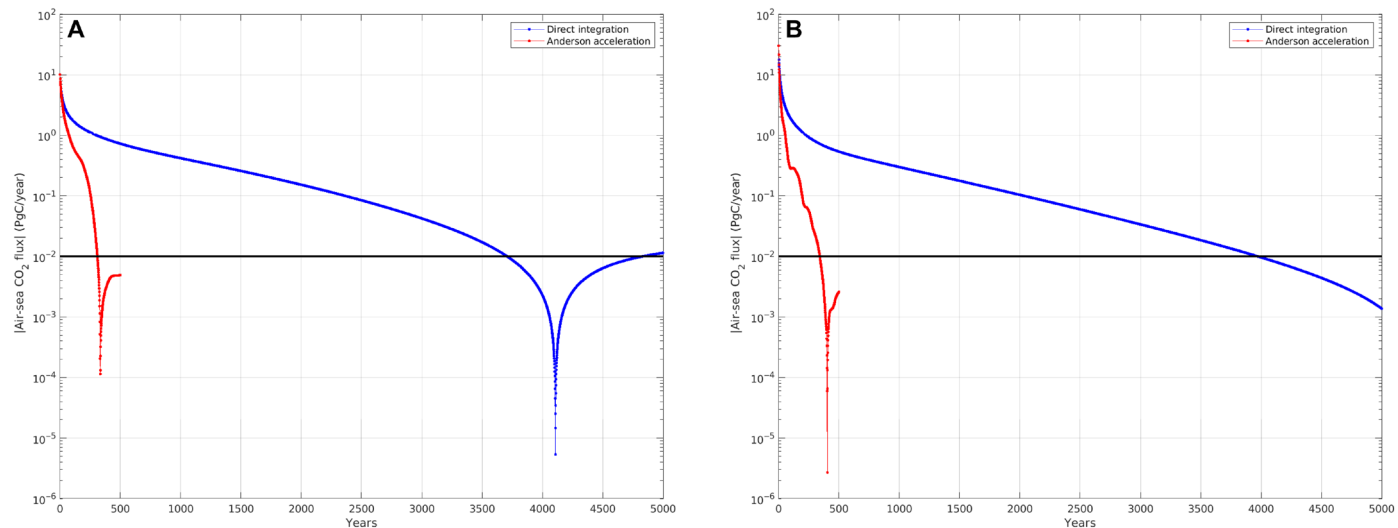 A
Direct integration
Anderson acceleration
|Air-sea CO2 flux| (PgC/year)
10^2
10^1
10^0
10^-1
10^-2
10^-3
10^-4
10^-5
10^-6
0 500 1000 1500 2000 2500 3000 3500 4000 4500 5000
Years
B
Direct integration
Anderson acceleration
|Air-sea CO2 flux| (PgC/year)
10^2
10^1
10^0
10^-1
10^-2
10^-3
10^-4
10^-5
10^-6
0 500 1000 1500 2000 2500 3000 3500 4000 4500 5000
Years